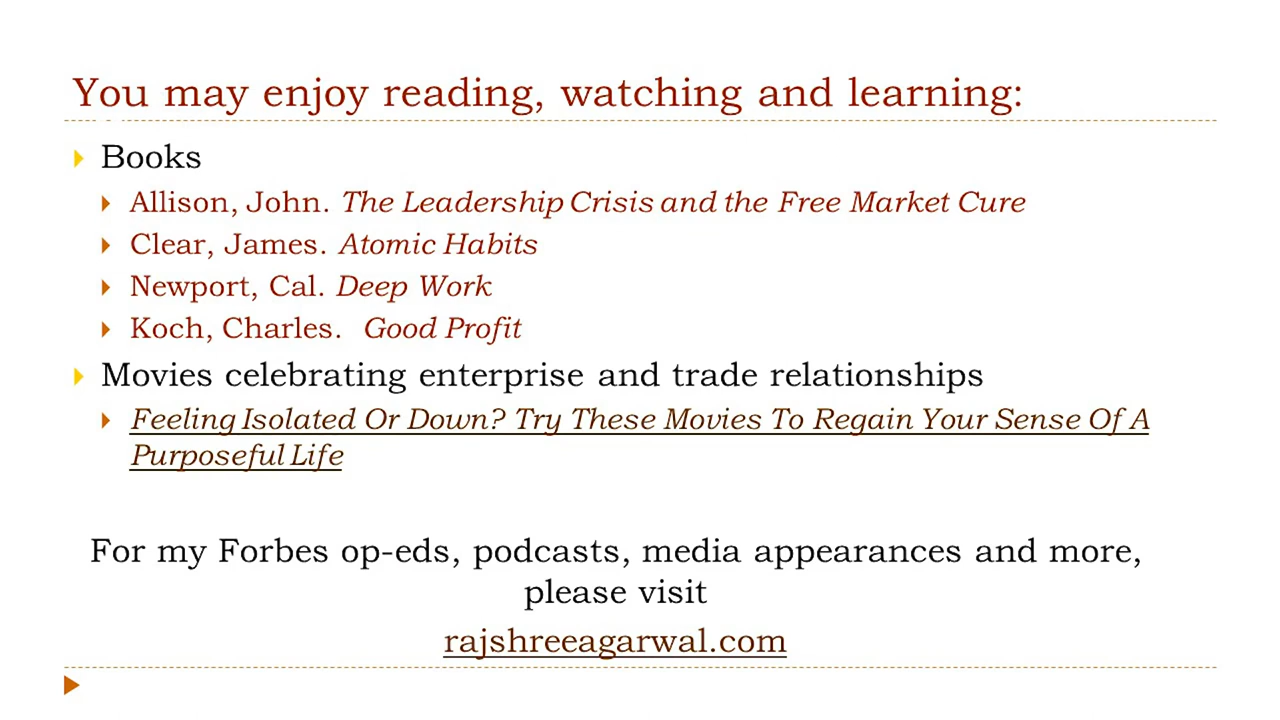 You may enjoy reading, watching and learning:
Books
Allison, John. The Leadership Crisis and the Free Market Cure
Clear, James. Atomic Habits
Newport, Cal. Deep Work
Koch, Charles. Good Profit
Movies celebrating enterprise and trade relationships
Feeling Isolated Or Down? Try These Movies To Regain Your Sense Of A
Purposeful Life
For my Forbes op-eds, podcasts, media appearances and more,
please visit
rajshreeagarwal.com